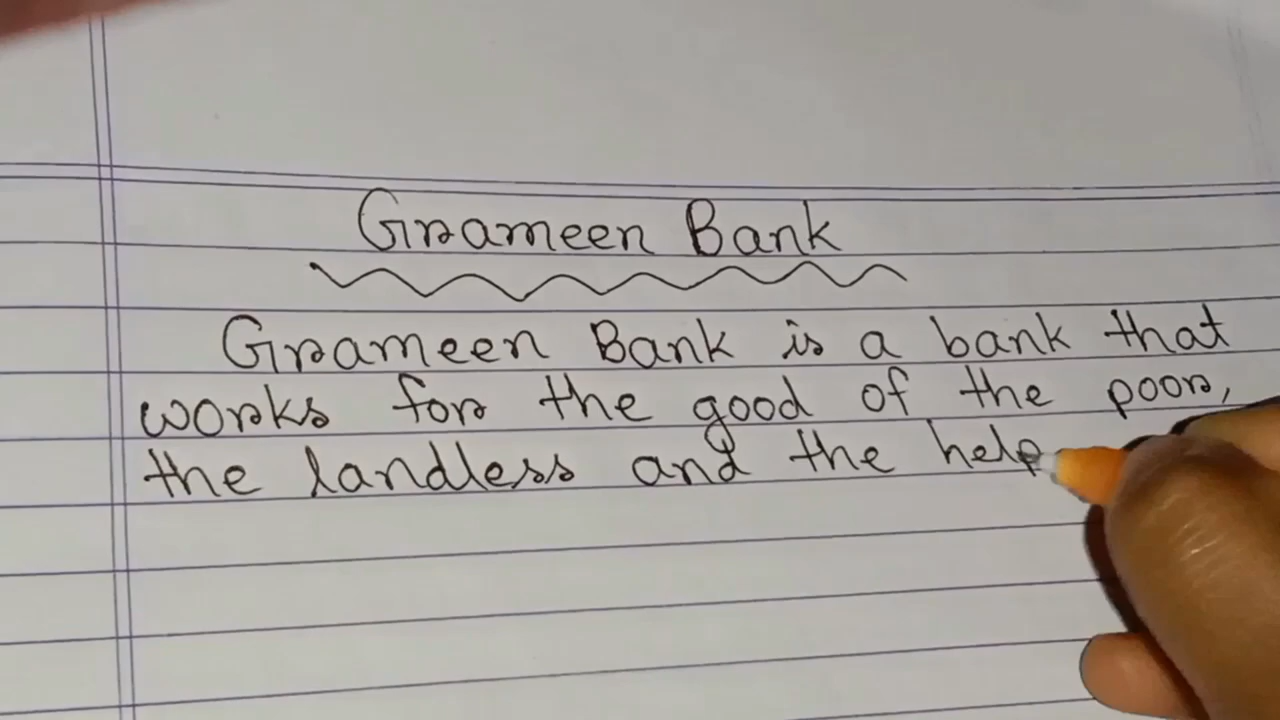 Grameen Bank
Grameen Bank is a bank that
works for the good of the poor,
the landless and the help